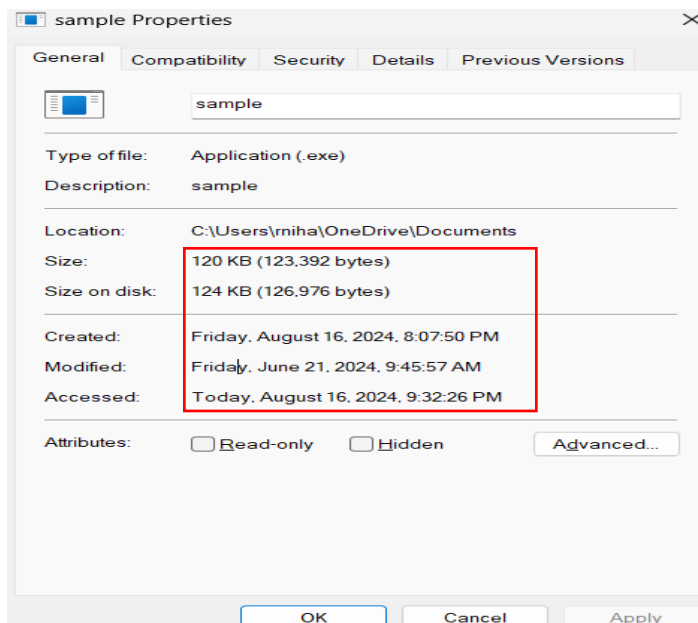 sample Properties
General Compatibility Security Details Previous Versions
sample
Type of file: Application (.exe)
Description: sample
Location: C:\Users\rniha\OneDrive\Documents
Size: 120 KB (123,392 bytes)
Size on disk: 124 KB (126,976 bytes)
Created: Friday, August 16, 2024, 8:07:50 PM
Modified: Friday, June 21, 2024, 9:45:57 AM
Accessed: Today, August 16, 2024, 9:32:26 PM
Attributes: Read-only Hidden Advanced...
OK Cancel Apply